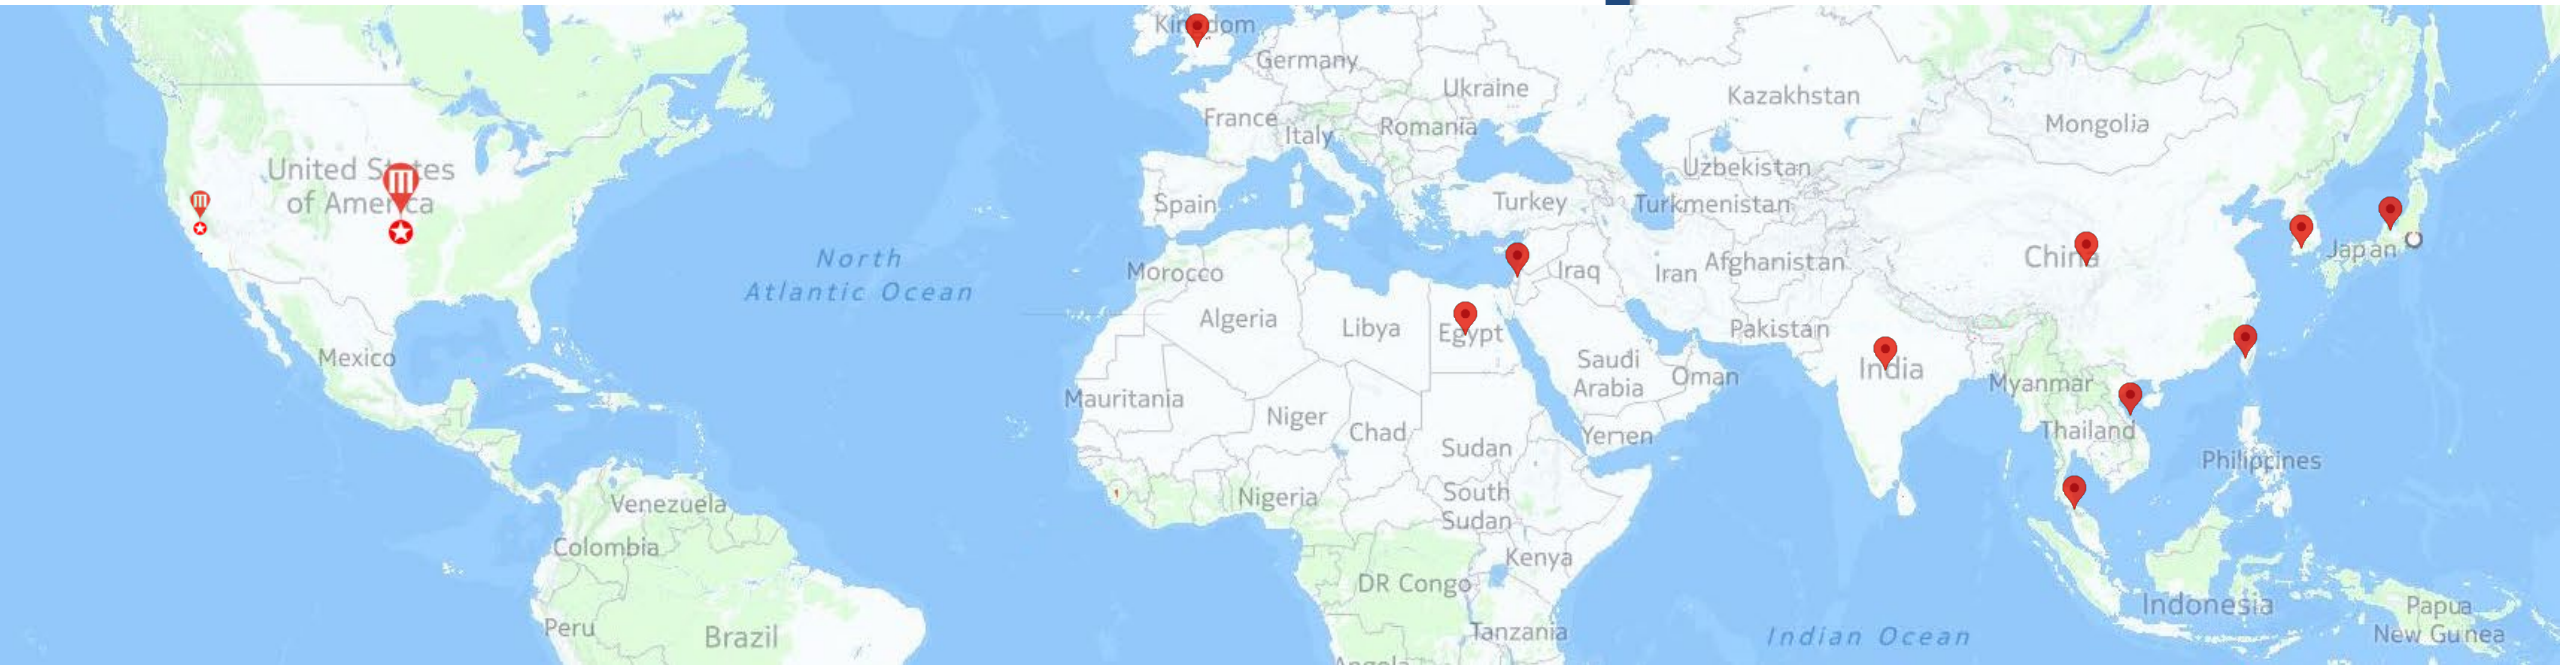 Kingdom
Germany
Ukraine
Kazakhstan
Mongolia
France
Italy
Romania
United States
of America
Uzbekistan
Spain
Turkey
Turkmenistan
Japan
China
North
Atlantic Ocean
Morocco
Iraq
Iran
Afghanistan
Algeria
Libya
Egypt
Pakistan
Mexico
Saudi
Arabia
Oman
India
Myanmar
Mauritania
Niger
Chad
Yemen
Thailand
Sudan
Philippines
Venezuela
Nigeria
South
Sudan
Colombia
Kenya
DR Congo
Peru
Brazil
Tanzania
Indian Ocean
Indonesia
Papua
New Guinea
Angola